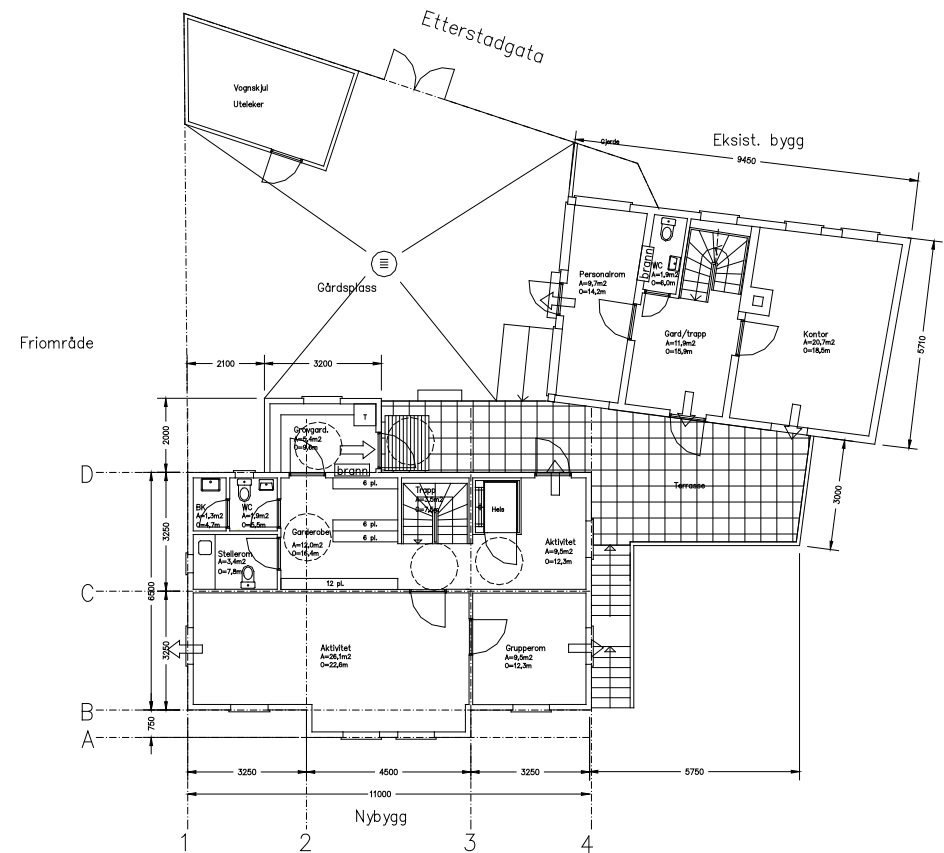 Etterstadgata
Vognskjul
Uteleker
Gjerde
Eksist. bygg
9450
Personalrom
A=9,7m2
O=14,2m
brann
WC
A=1,9m2
O=6,0m
Gårdsplass
Gard/trapp
A=11,9m2
O=15,9m
Kontor
A=20,7m2
O=18,5m
5710
Friområde
2100
3200
2000
T
Grovgard.
A=5,4m2
O=9,6m
brann
D
6 pl.
Trapp
Heis
Terrasse
3000
BK
A=1,3m2
O=4,7m
WC
A=1,9m2
O=5,5m
6 pl.
6 pl.
Garderobe
A=12,0m2
O=16,4m
Aktivitet
A=9,5m2
O=12,3m
3250
Stellerom
A=3,4m2
O=7,8m
12 pl.
C
6500
3250
Aktivitet
A=26,1m2
O=22,6m
Grupperom
A=9,5m2
O=12,3m
B
750
A
3250
4500
3250
5750
11000
Nybygg
1
2
3
4